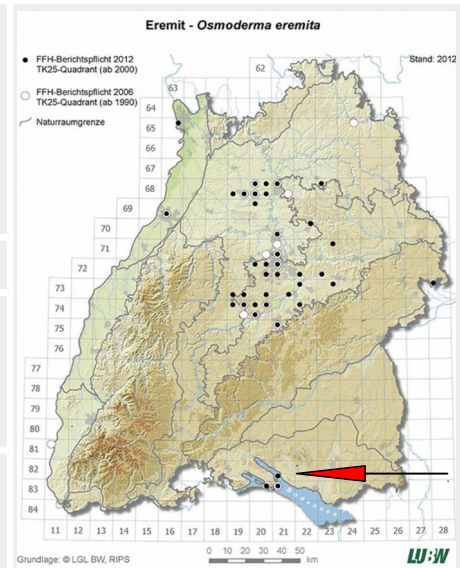 Eremit - Osmoderma eremita
FFH-Berichtspflicht 2012
TK25-Quadrant (ab 2000)
FFH-Berichtspflicht 2006
TK25-Quadrant (ab 1990)
Naturraumgrenze
Stand: 2012
62
63
64
65
66
67
68
69
70
71
72
73
74
75
76
77
78
79
80
81
82
83
84
Bodensee
11 12 13 14 15 16 17 18 19 20 21 22 23 24 25 26 27 28
Grundlage: © LGL BW, RIPS
0 10 20 30 40 50
km
LUBW